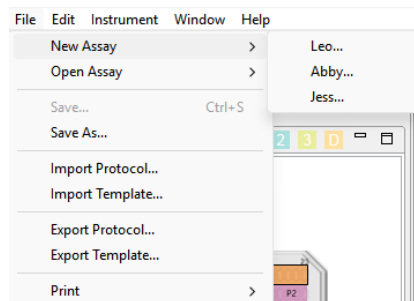 File Edit Instrument Window Help
New Assay > Leo...
Open Assay > Abby...
Jess...
Save... Ctrl+S
Save As...
2 3 D
Import Protocol...
Import Template...
Export Protocol...
Export Template...
Print >
P2